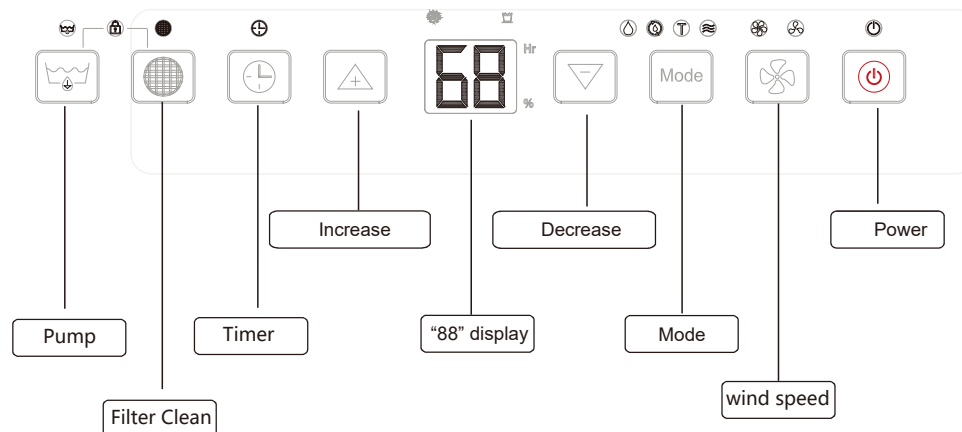 T
Hr
68
%
+
−
Mode
Increase
Decrease
Power
Pump
Timer
“88” display
Mode
wind speed
Filter Clean